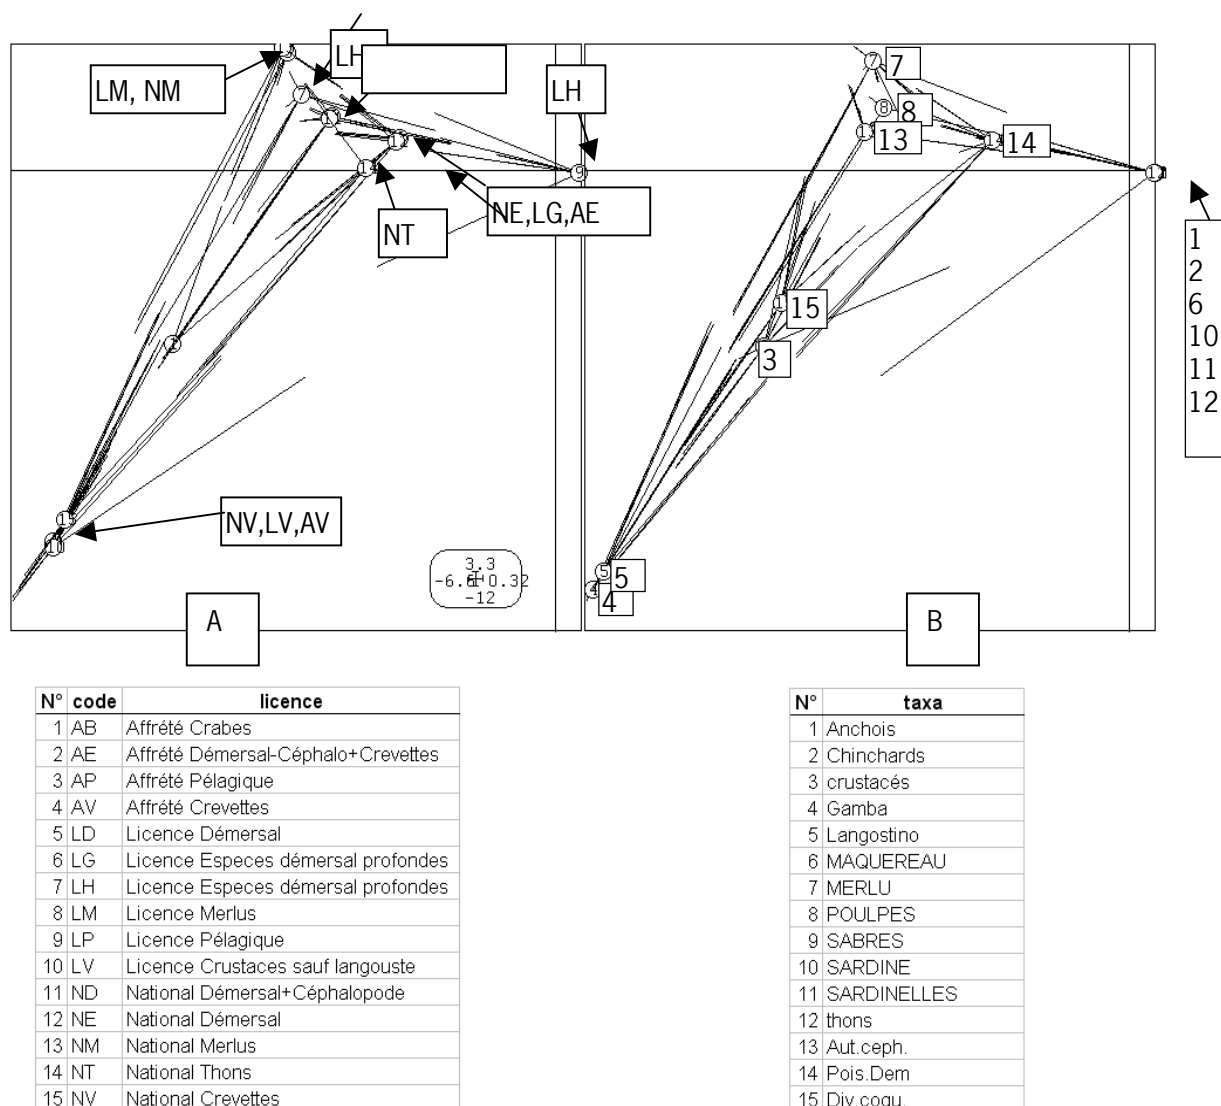 LH
LM, NM
LH
7
8
13
14
NT
NE,LG,AE
1
2
6
10
11
12
15
3
NV,LV,AV
5
4
3.3
0.32
-12
A
B
N° code licence
1 AB Affrété Crabes
2 AE Affrété Démersal-Céphalo+Crevettes
3 AP Affrété Pélagique
4 AV Affrété Crevettes
5 LD Licence Démersal
6 LG Licence Especes démersal profondes
7 LH Licence Especes démersal profondes
8 LM Licence Merlus
9 LP Licence Pélagique
10 LV Licence Crustaces sauf langouste
11 ND National Démersal+Céphalopode
12 NE National Démersal
13 NM National Merlus
14 NT National Thons
15 NV National Crevettes
N° taxa
1 Anchois
2 Chinchards
3 crustacés
4 Gamba
5 Langostino
6 MAQUEREAU
7 MERLU
8 POULPES
9 SABRES
10 SARDINE
11 SARDINELLES
12 thons
13 Aut.ceph.
14 Pois.Dem
15 Div.coqu.